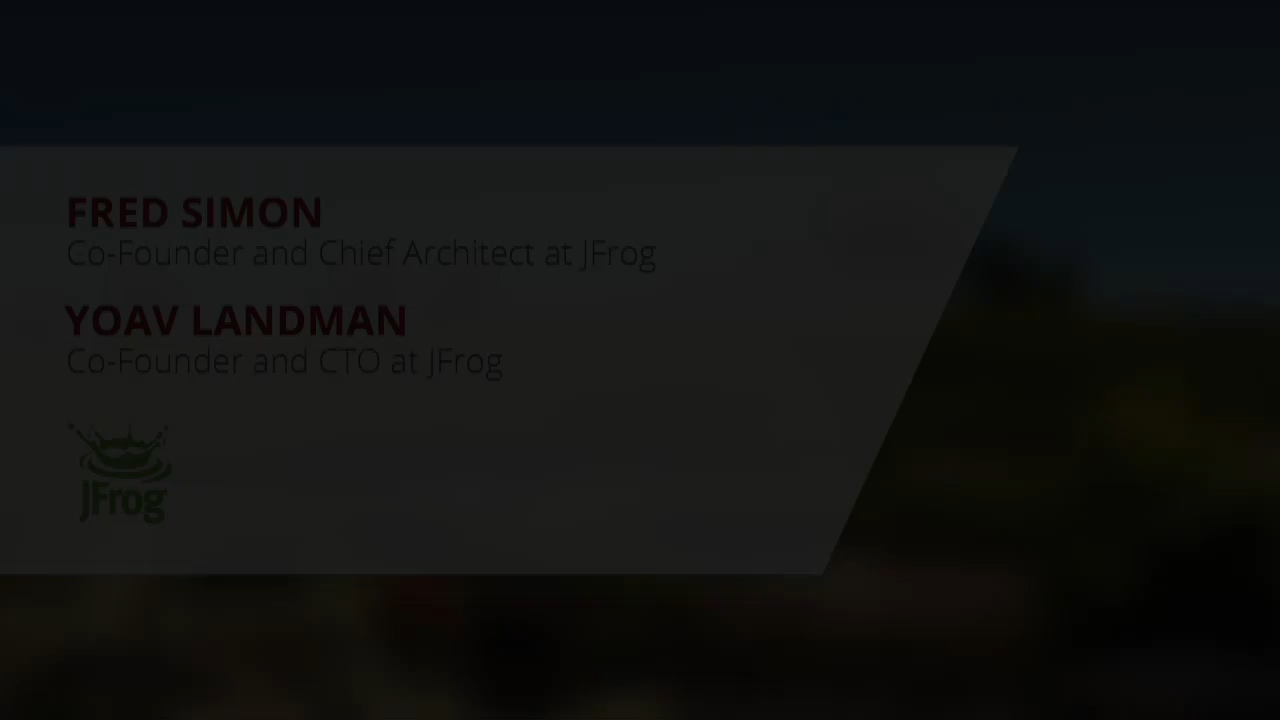 FRED SIMON
Co-Founder and Chief Architect at JFrog
YOAV LANDMAN
Co-Founder and CTO at JFrog
JFrog